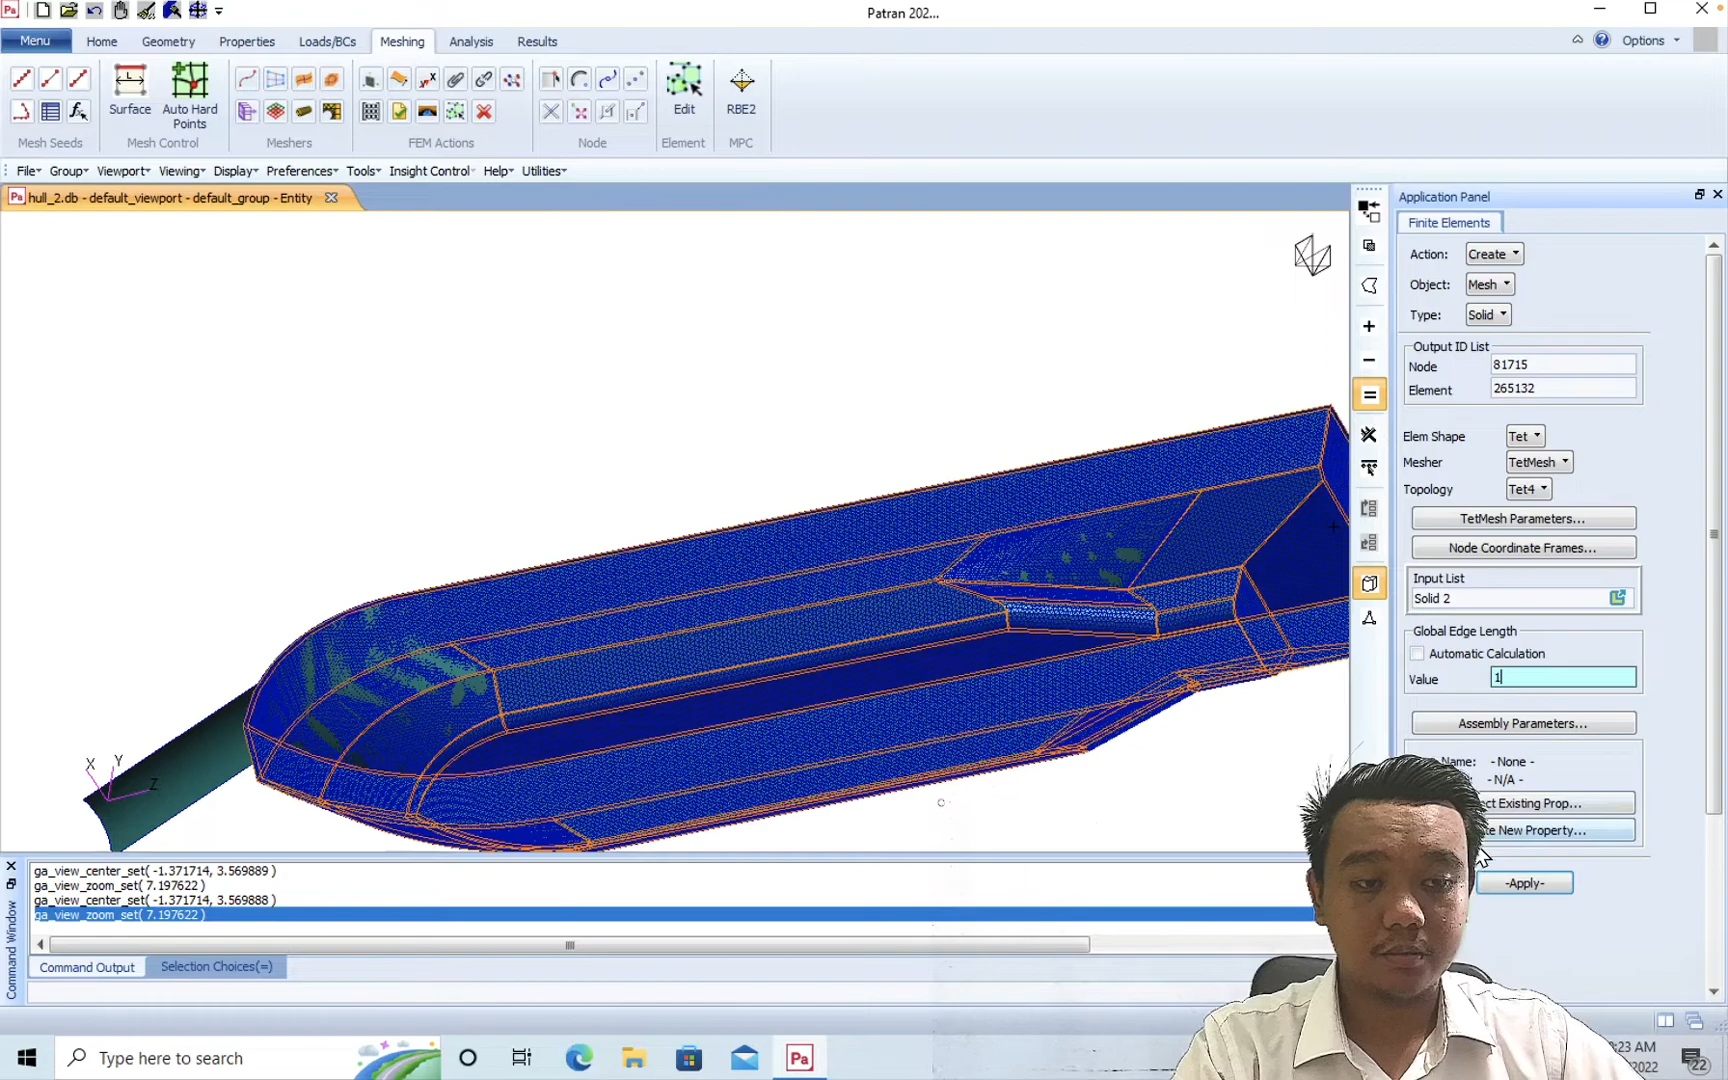 Patran 202...
Menu
Home
Geometry
Properties
Loads/BCs
Meshing
Analysis
Results
Options
Surface
Auto Hard
Points
Edit
RBE2
Mesh Seeds
Mesh Control
Meshers
FEM Actions
Node
Element
MPC
File
Group
Viewport
Viewing
Display
Preferences
Tools
Insight Control
Help
Utilities
Pa hull_2.db - default_viewport - default_group - Entity
Application Panel
Finite Elements
Action: Create
Object: Mesh
Type: Solid
Output ID List
Node 81715
Element 265132
Elem Shape Tet
Mesher TetMesh
Topology Tet4
TetMesh Parameters...
Node Coordinate Frames...
Input List
Solid 2
Global Edge Length
Automatic Calculation
Value 1
Assembly Parameters...
Name: - None -
- N/A -
ct Existing Prop...
te New Property...
-Apply-
X
Y
Z
ga_view_center_set( -1.371714, 3.569889 )
ga_view_zoom_set( 7.197622 )
ga_view_center_set( -1.371714, 3.569888 )
ga_view_zoom_set( 7.197622 )
Command Window
Command Output
Selection Choices(=)
Type here to search
Pa
:23 AM
/2022
22